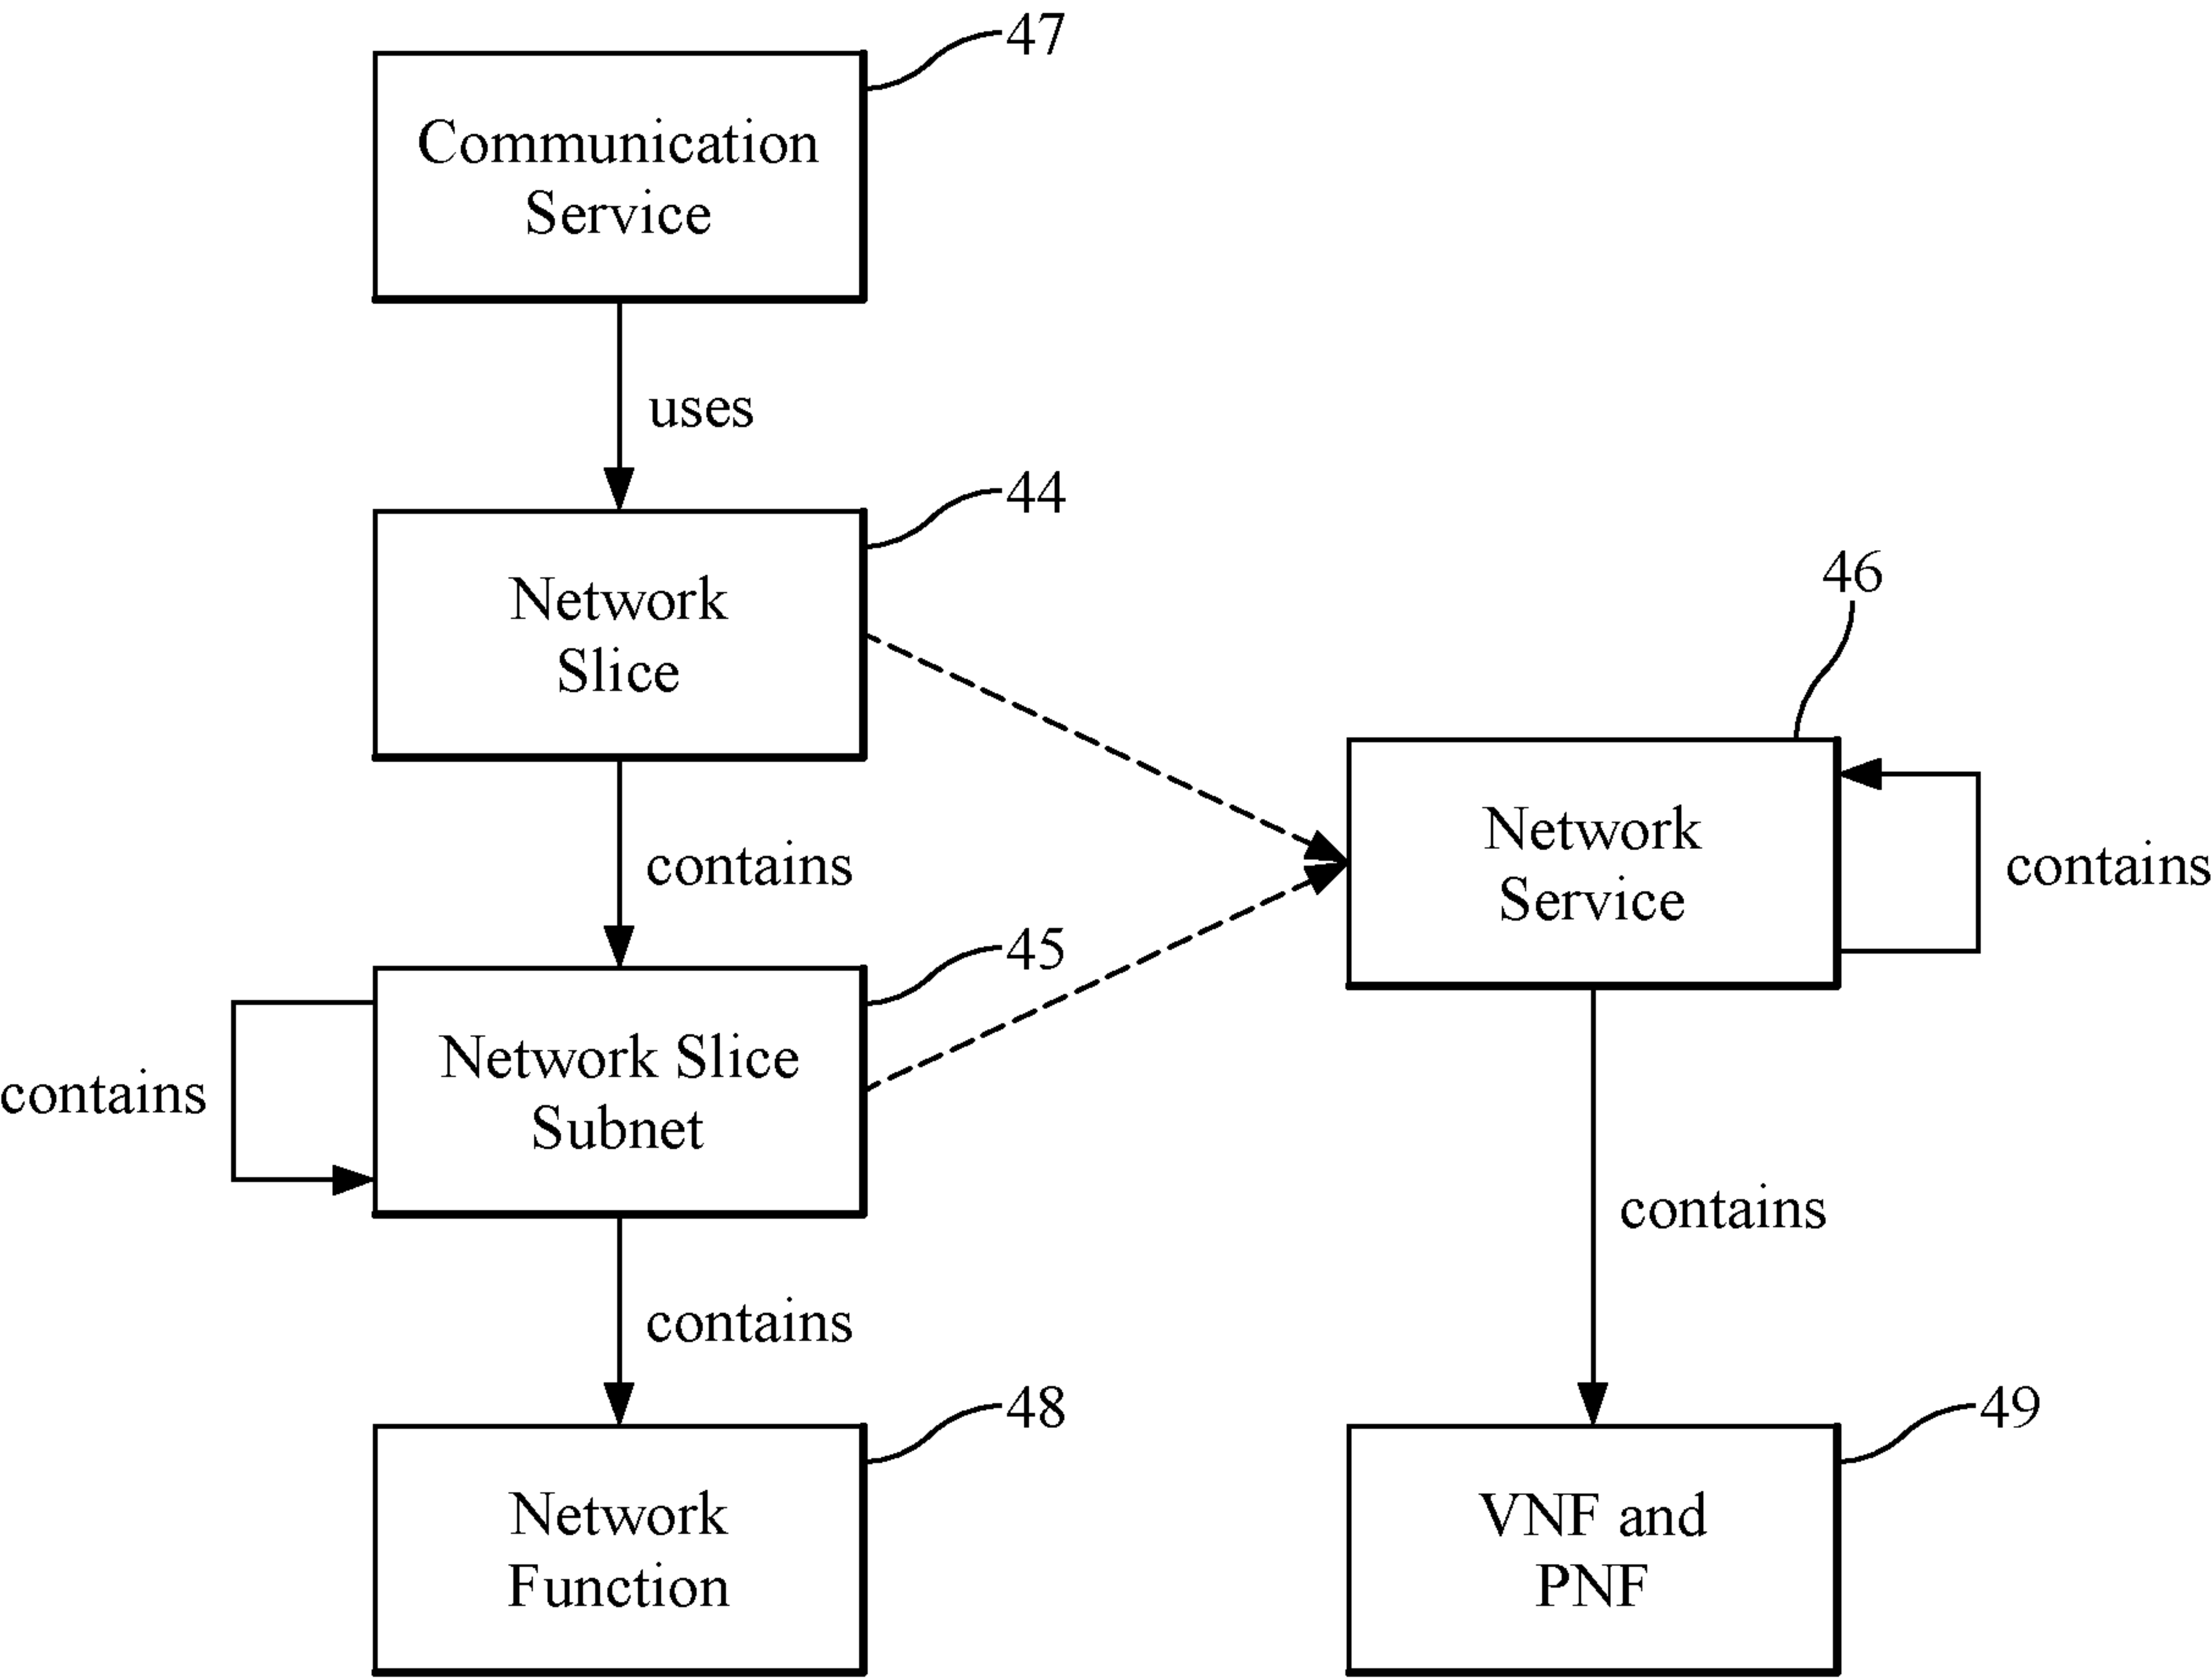 47
Communication
Service
uses
44
Network
Slice
46
Network
Service
contains
contains
45
Network Slice
Subnet
contains
contains
contains
48
Network
Function
49
VNF and
PNF